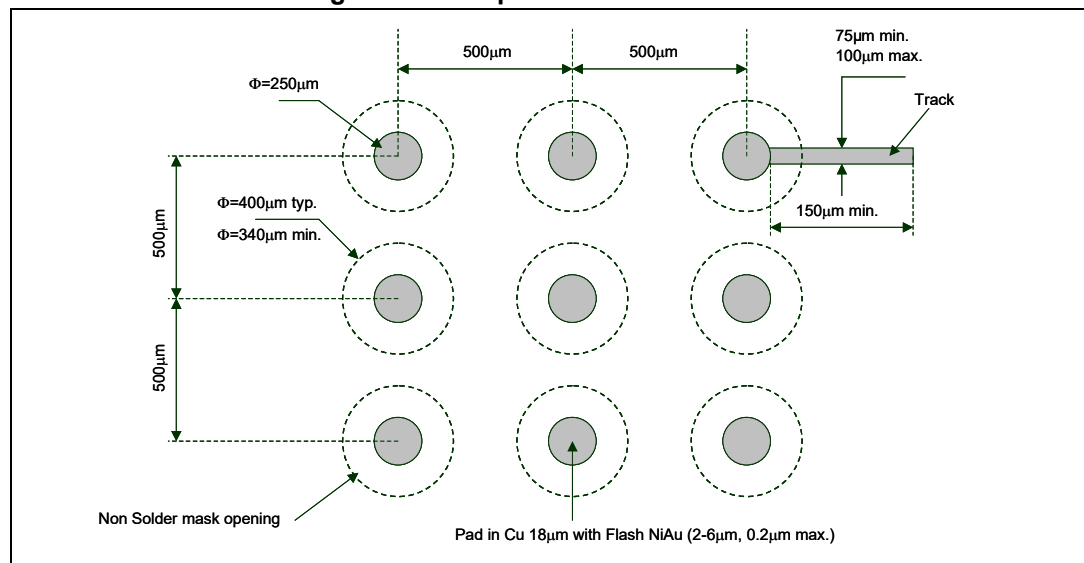 500μm
500μm
75μm min.
100μm max.
Φ=250μm
Track
Φ=400μm typ.
Φ=340μm min.
150μm min.
500μm
500μm
Non Solder mask opening
Pad in Cu 18μm with Flash NiAu (2-6μm, 0.2μm max.)